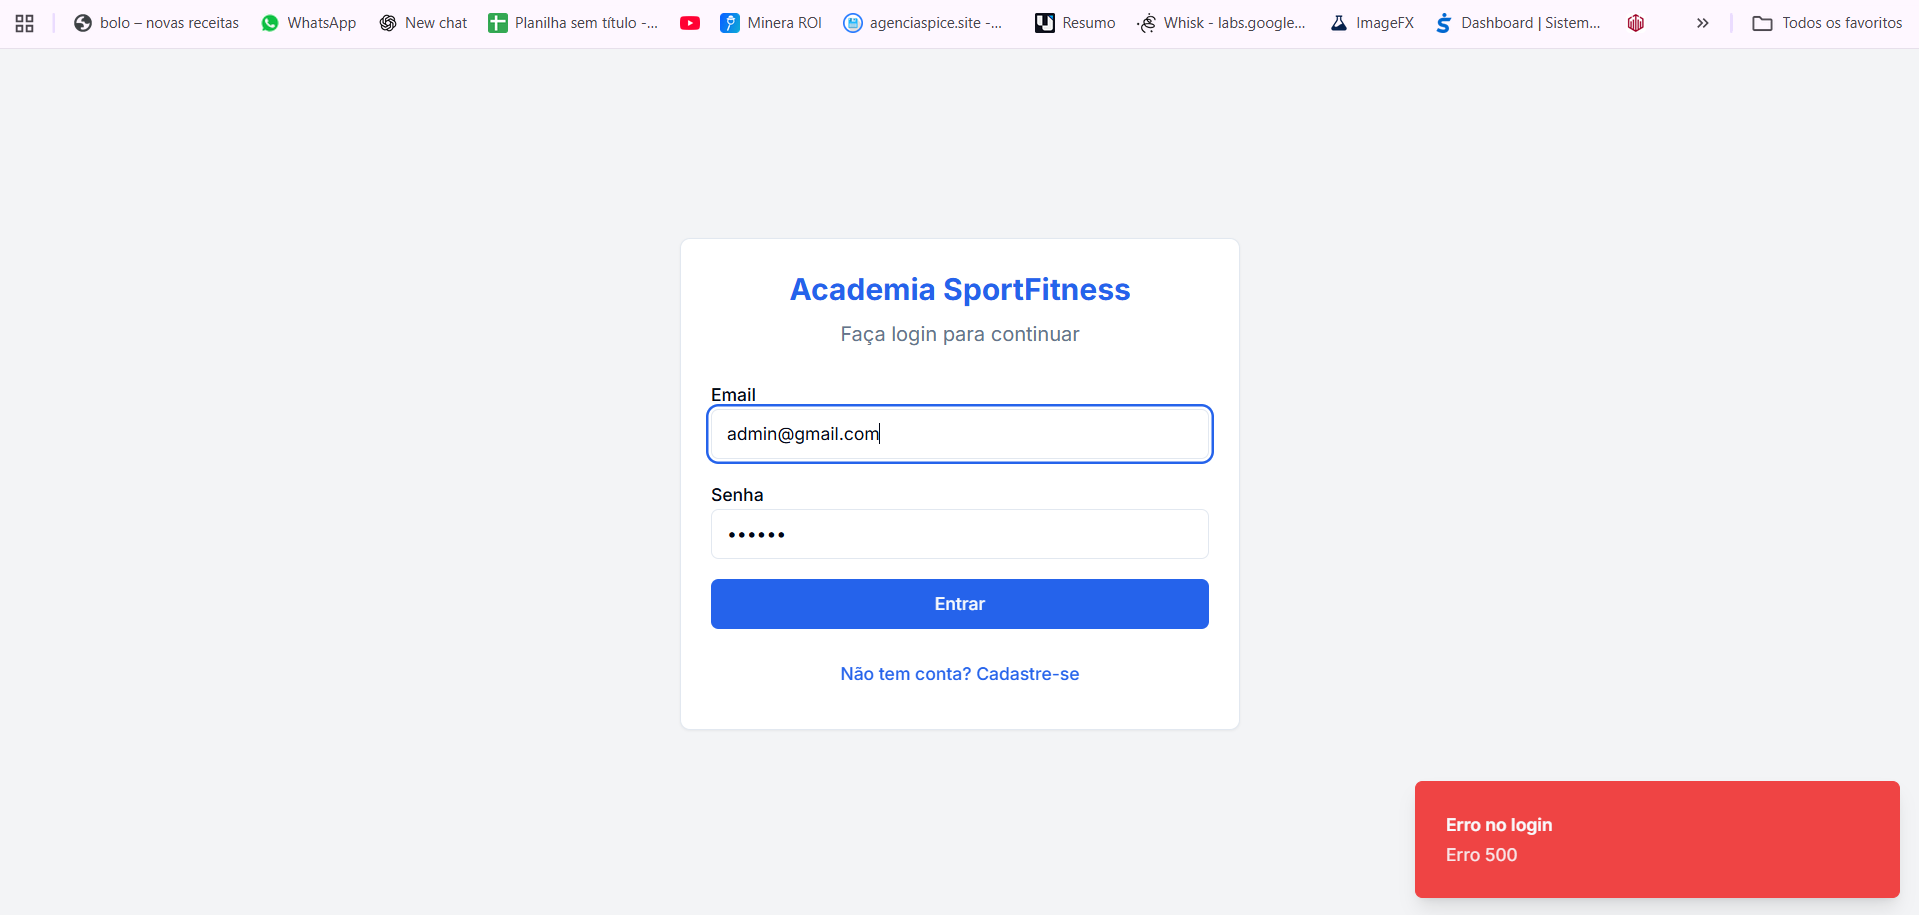 bolo – novas receitas
WhatsApp
New chat
Planilha sem título -...
Minera ROI
agenciaspice.site -...
Resumo
Whisk - labs.google...
ImageFX
Dashboard | Sistem...
»
Todos os favoritos
Academia SportFitness
Faça login para continuar
Email
admin@gmail.com
Senha
••••••
Entrar
Não tem conta? Cadastre-se
Erro no login
Erro 500